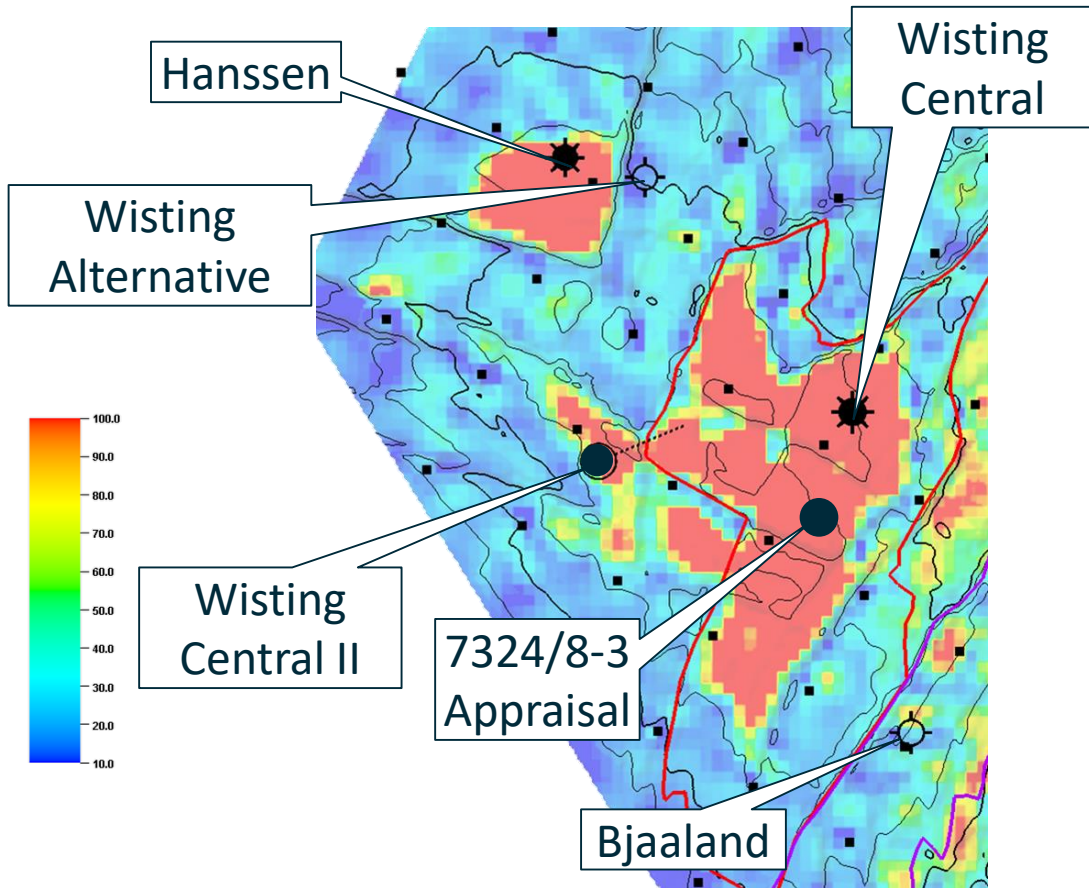 Wisting
Central
Hanssen
Wisting
Alternative
100.0
90.0
80.0
70.0
60.0
50.0
40.0
30.0
20.0
10.0
Wisting
Central II
7324/8-3
Appraisal
Bjaaland